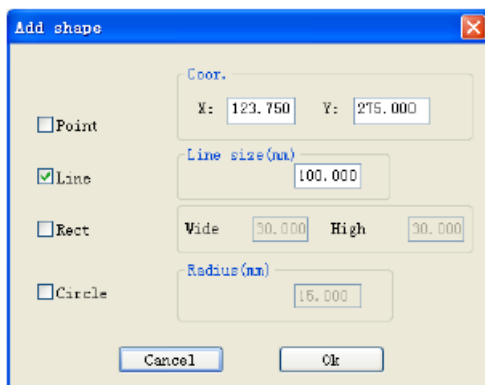 Add shape
Coor.
X: 123.750 Y: 275.000
Point
Line size(mm)
Line 100.000
Rect Wide 30.000 High 30.000
Radius(mm)
Circle 15.000
Cancel Ok